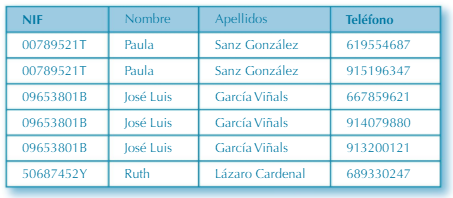 NIF Nombre Apellidos Teléfono
00789521T Paula Sanz González 619554687
00789521T Paula Sanz González 915196347
09653801B José Luis García Viñals 667859621
09653801B José Luis García Viñals 914079880
09653801B José Luis García Viñals 913200121
50687452Y Ruth Lázaro Cardenal 689330247